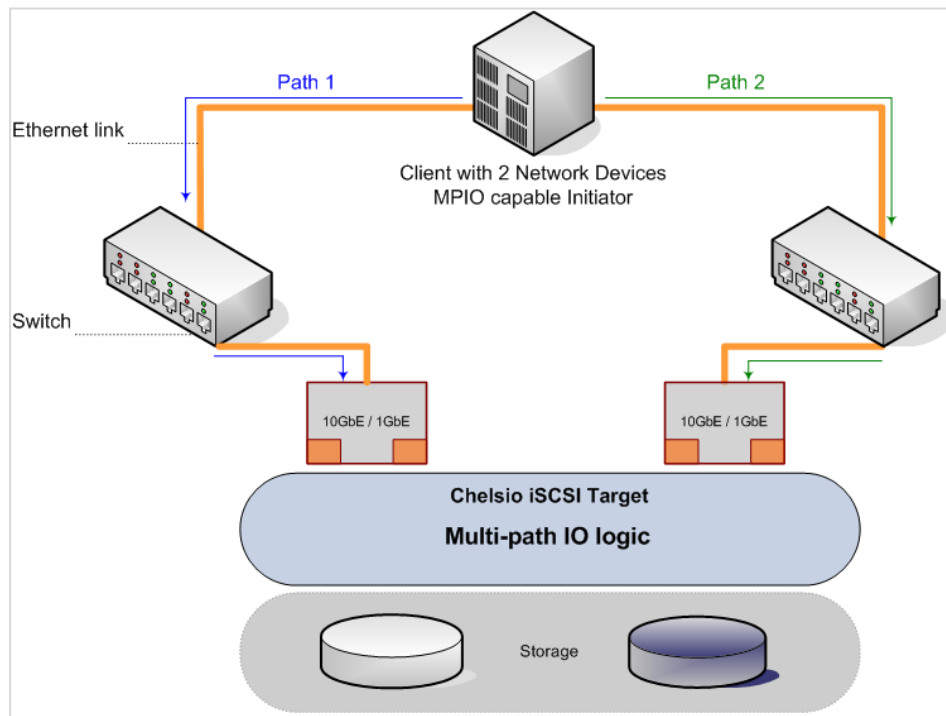 Path 1
Path 2
Ethernet link
Client with 2 Network Devices
MPIO capable Initiator
Switch
10GbE / 1GbE
10GbE / 1GbE
Chelsio iSCSI Target
Multi-path IO logic
Storage